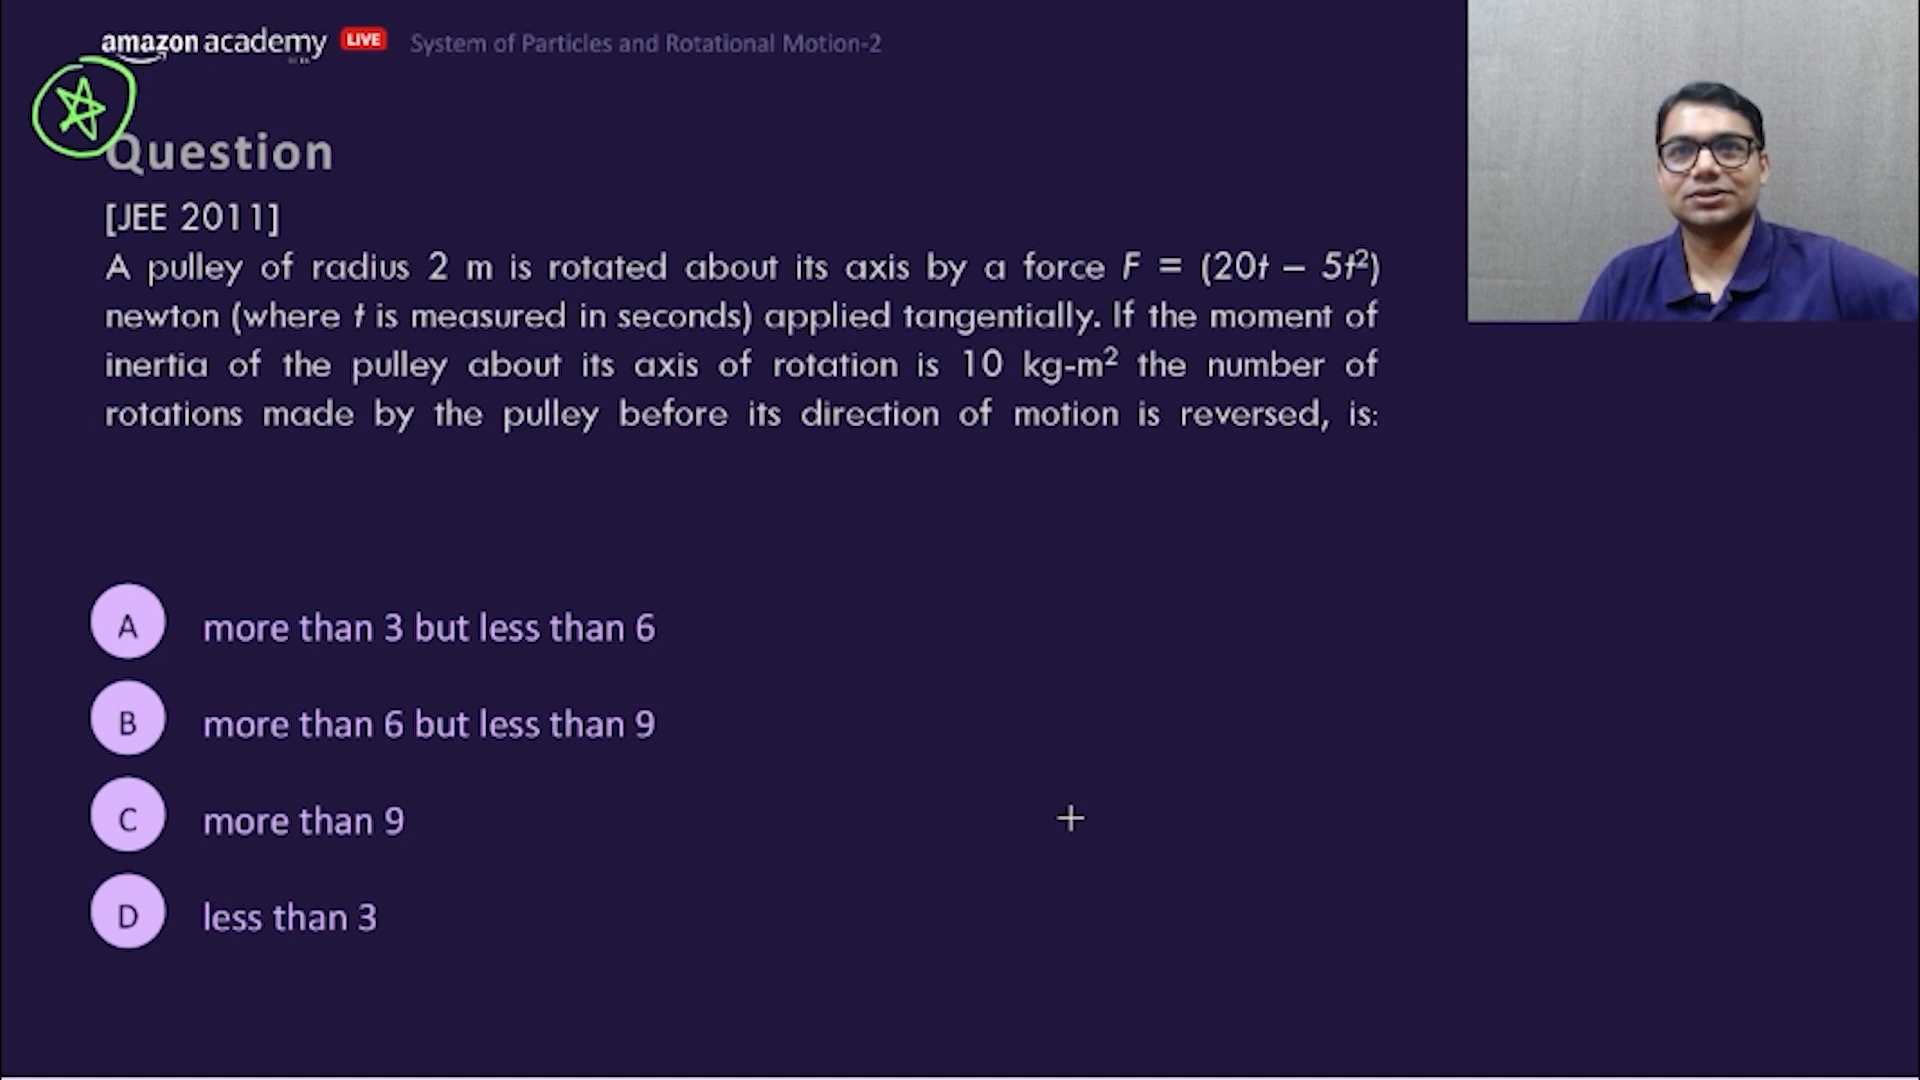 amazon academy LIVE System of Particles and Rotational Motion-2
Question
[JEE 2011]
A pulley of radius 2 m is rotated about its axis by a force F = (20t – 5t²)
newton (where t is measured in seconds) applied tangentially. If the moment of
inertia of the pulley about its axis of rotation is 10 kg-m² the number of
rotations made by the pulley before its direction of motion is reversed, is:
A more than 3 but less than 6
B more than 6 but less than 9
C more than 9
D less than 3